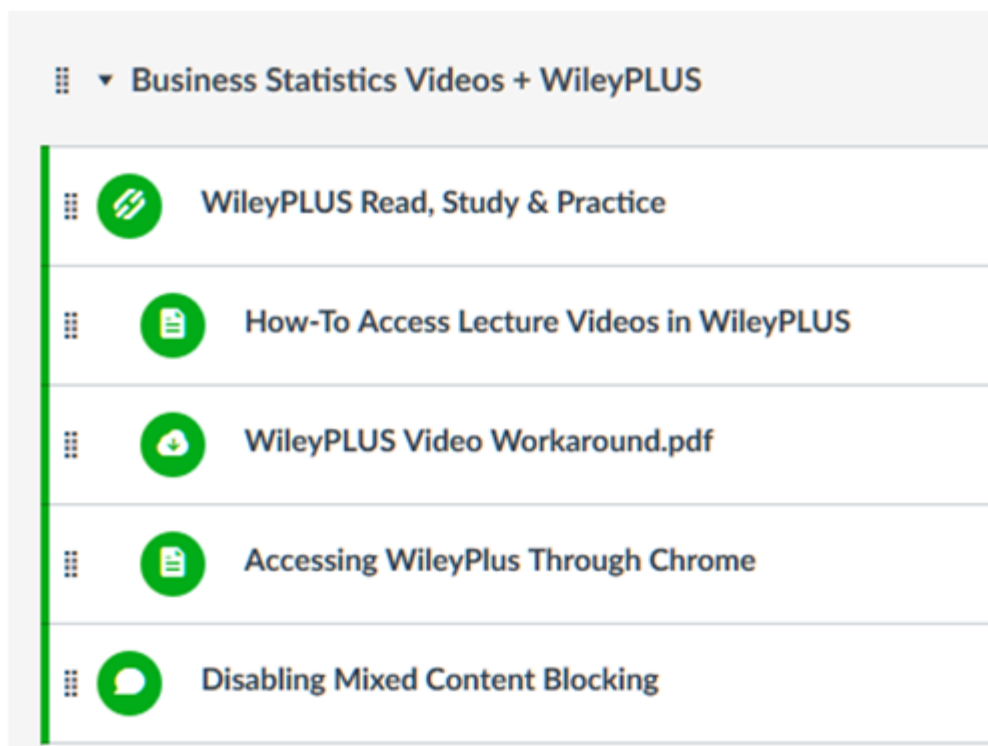 Business Statistics Videos + WileyPLUS
WileyPLUS Read, Study & Practice
How-To Access Lecture Videos in WileyPLUS
WileyPLUS Video Workaround.pdf
Accessing WileyPlus Through Chrome
Disabling Mixed Content Blocking